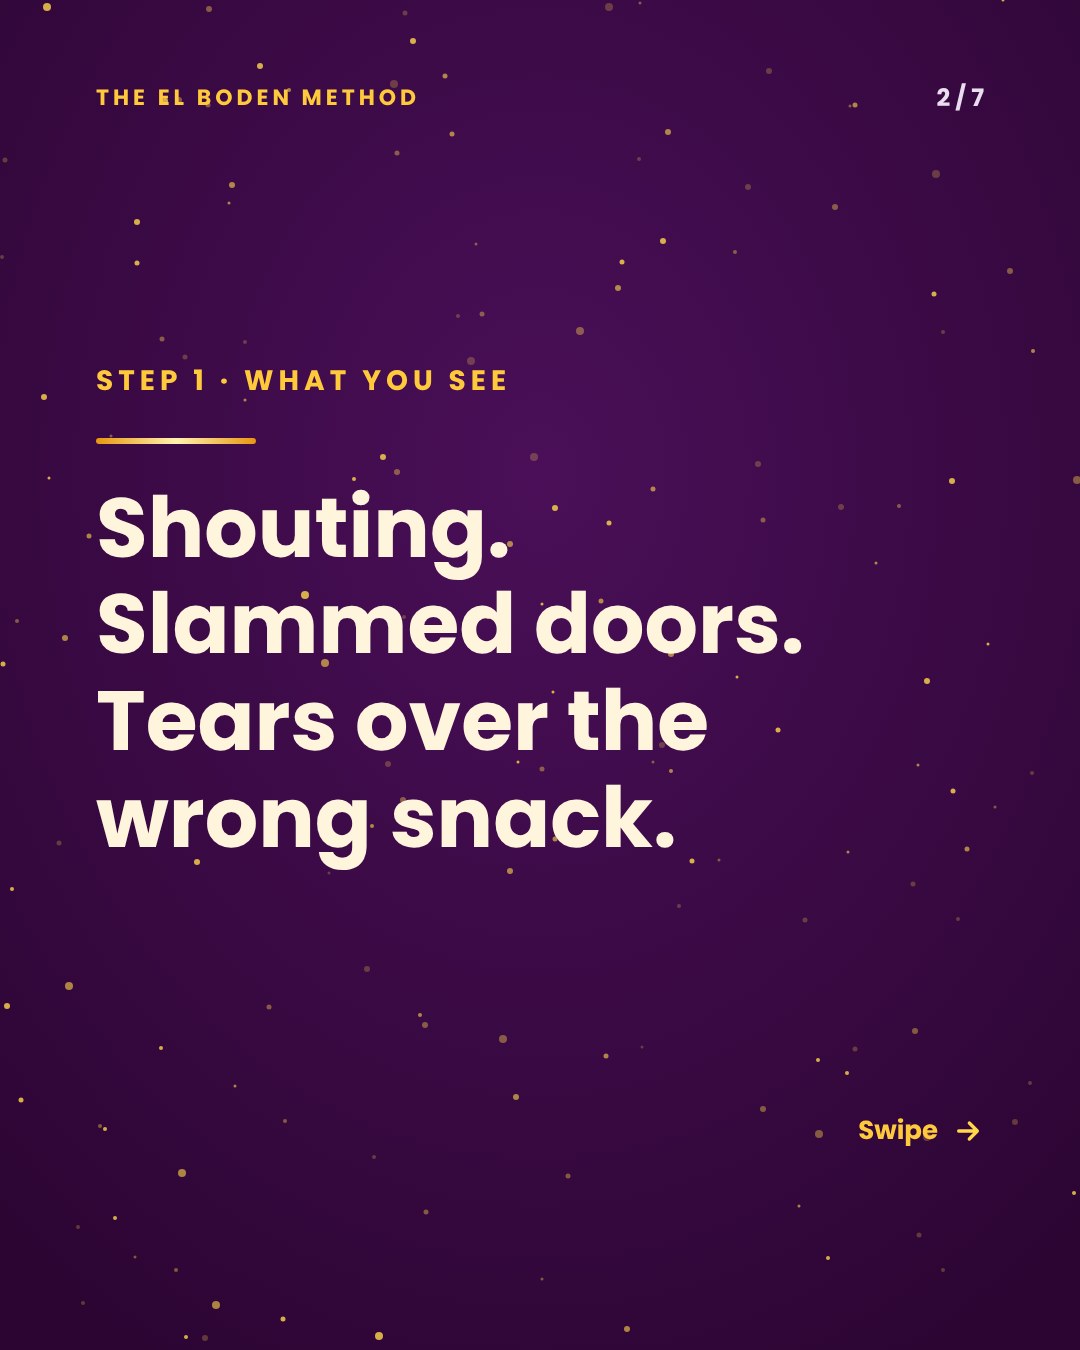 THE EL BODEN METHOD
2/7
STEP 1 · WHAT YOU SEE
Shouting.
Slammed doors.
Tears over the
wrong snack.
Swipe →